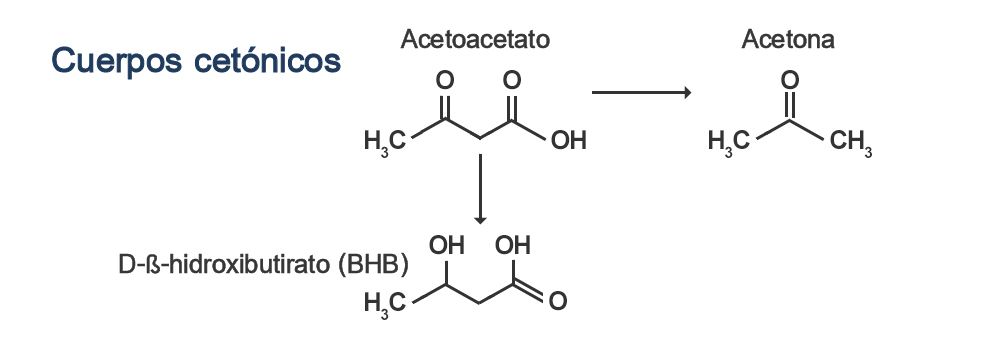 Cuerpos cetónicos
Acetoacetato
Acetona
O
O
O
H₃C
OH
H₃C
CH₃
D-ß-hidroxibutirato (BHB)
OH
OH
H₃C
O